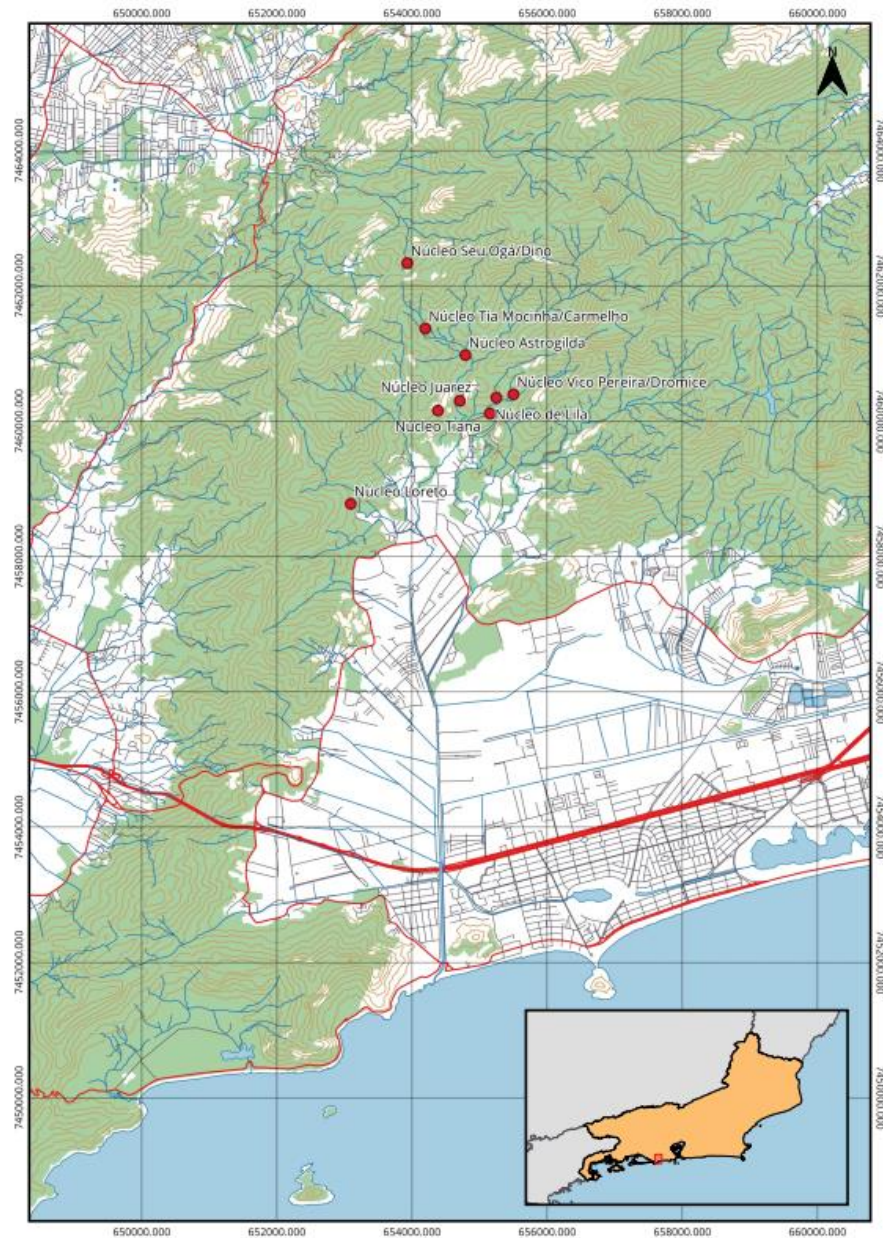 650000.000 652000.000 654000.000 656000.000 658000.000 660000.000
N
7464000.000 7464000.000
Núcleo Seu Ogá/Dino
7462000.000 7462000.000
Núcleo Tia Mocinha/Carmelho
Núcleo Astrogilda
Núcleo Juarez
Núcleo Vico Pereira/Dromice
Núcleo Tiana
Núcleo de Lila
7460000.000 7460000.000
Núcleo Loreto
7458000.000 7458000.000
7456000.000 7456000.000
7454000.000 7454000.000
7452000.000 7452000.000
7450000.000 7450000.000
650000.000 652000.000 654000.000 656000.000 658000.000 660000.000